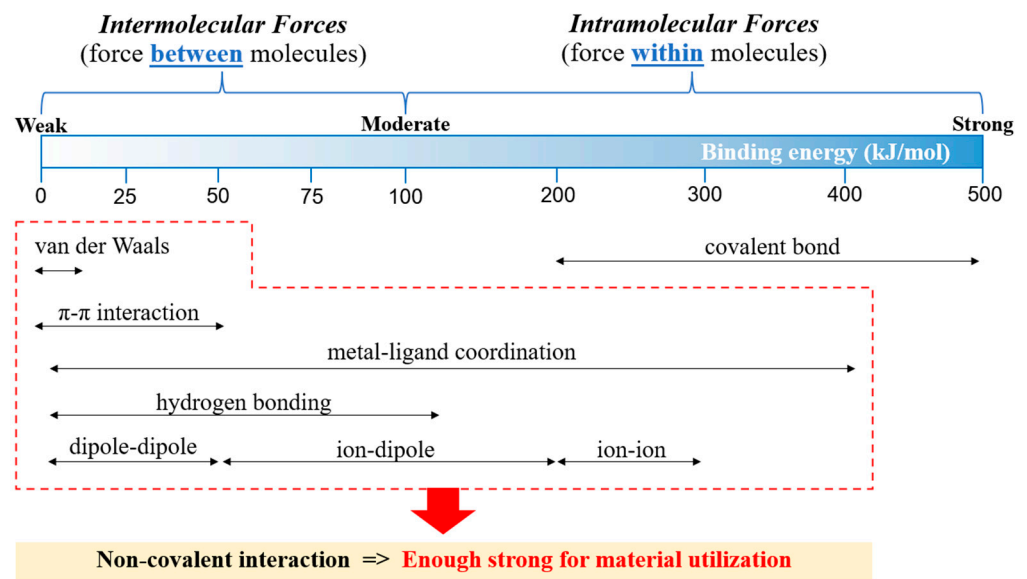 Intermolecular Forces
(force between molecules)
Intramolecular Forces
(force within molecules)
Weak
Moderate
Strong
Binding energy (kJ/mol)
0 25 50 75 100 200 300 400 500
van der Waals
covalent bond
π-π interaction
metal-ligand coordination
hydrogen bonding
dipole-dipole
ion-dipole
ion-ion
Non-covalent interaction => Enough strong for material utilization